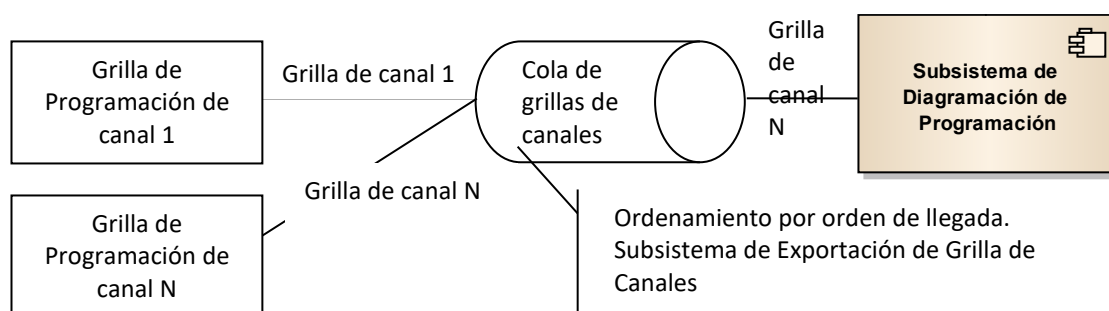 Grilla de
Programación de
canal 1
Grilla de canal 1
Cola de
grillas de
canales
Grilla
de
canal
N
Subsistema de
Diagramación de
Programación
Grilla de canal N
Grilla de
Programación de
canal N
Ordenamiento por orden de llegada.
Subsistema de Exportación de Grilla de
Canales